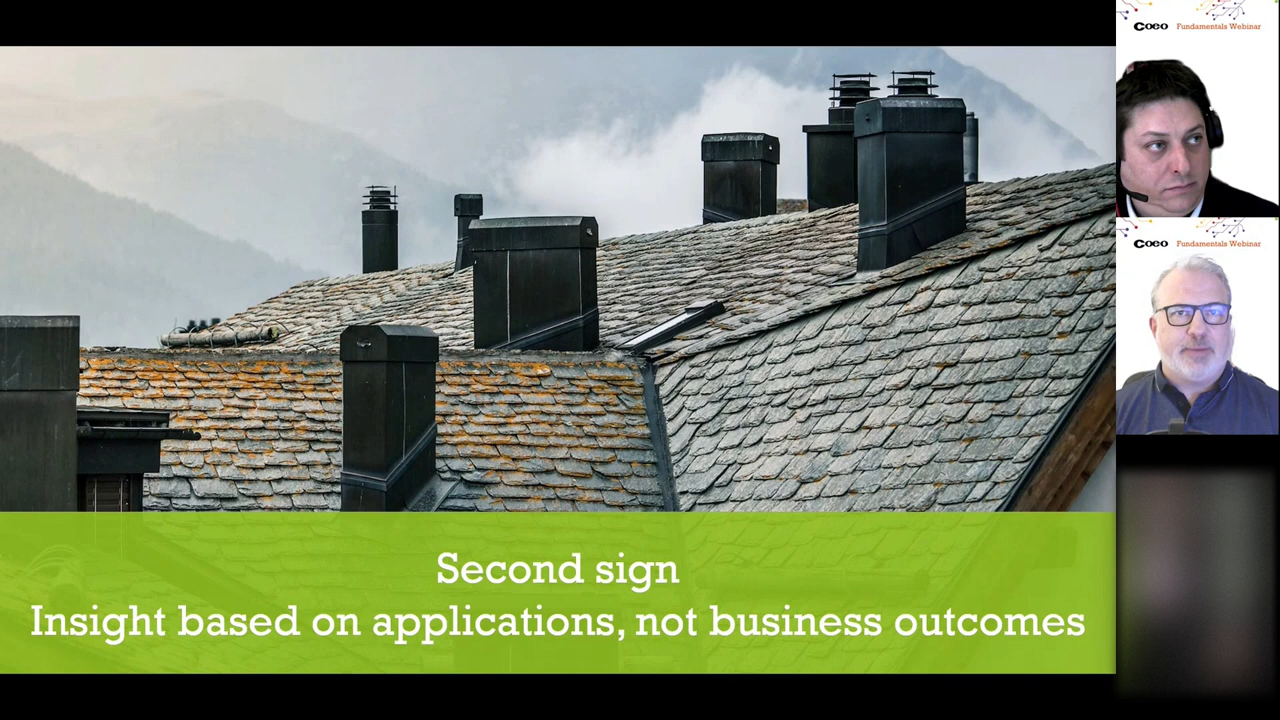 Second sign
Insight based on applications, not business outcomes
Coeo Fundamentals Webinar
Coeo Fundamentals Webinar